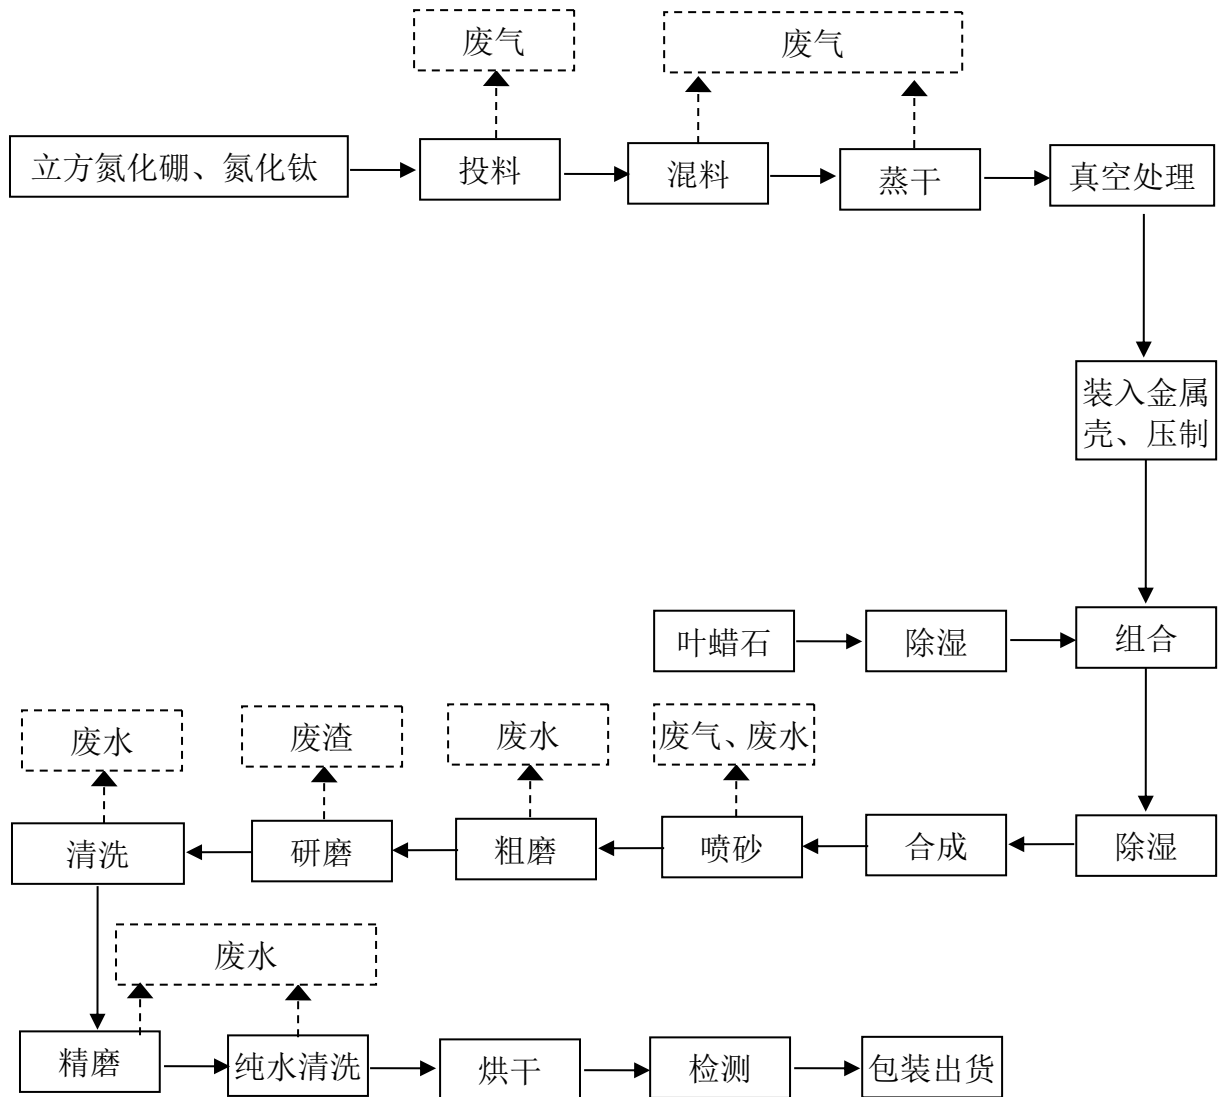 废气
废气
立方氮化硼、氮化钛
投料
混料
蒸干
真空处理
装入金属
壳、压制
叶蜡石
除湿
组合
废水
废渣
废水
废气、废水
清洗
研磨
粗磨
喷砂
合成
除湿
废水
精磨
纯水清洗
烘干
检测
包装出货